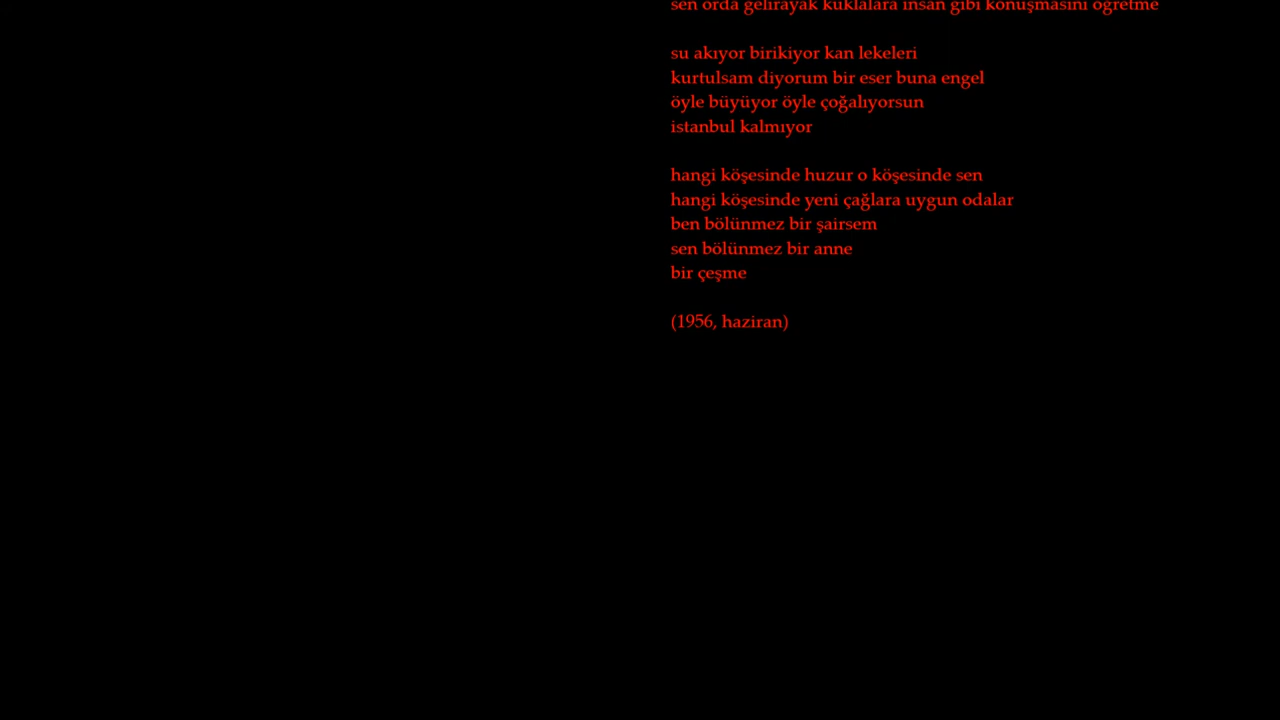 sen orda gelirayak kuklalara insan gibi konuşmasını öğretme
su akıyor birikiyor kan lekeleri
kurtulsam diyorum bir eser buna engel
öyle büyüyor öyle çoğalıyorsun
istanbul kalmıyor
hangi köşesinde huzur o köşesinde sen
hangi köşesinde yeni çağlara uygun odalar
ben bölünmez bir şairsem
sen bölünmez bir anne
bir çeşme
(1956, haziran)